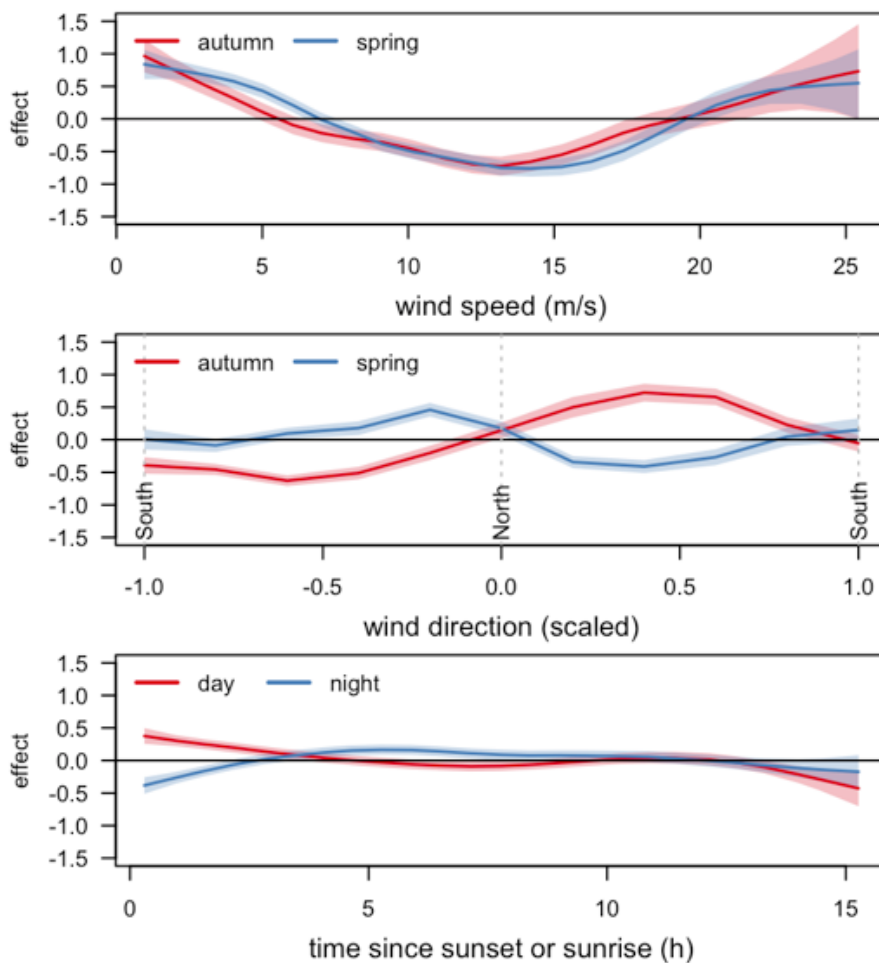 1.5
1.0
0.5
0.0
-0.5
-1.0
-1.5
effect
autumn spring
0 5 10 15 20 25
wind speed (m/s)
1.5
1.0
0.5
0.0
-0.5
-1.0
-1.5
effect
autumn spring
South North South
-1.0 -0.5 0.0 0.5 1.0
wind direction (scaled)
1.5
1.0
0.5
0.0
-0.5
-1.0
-1.5
effect
day night
0 5 10 15
time since sunset or sunrise (h)